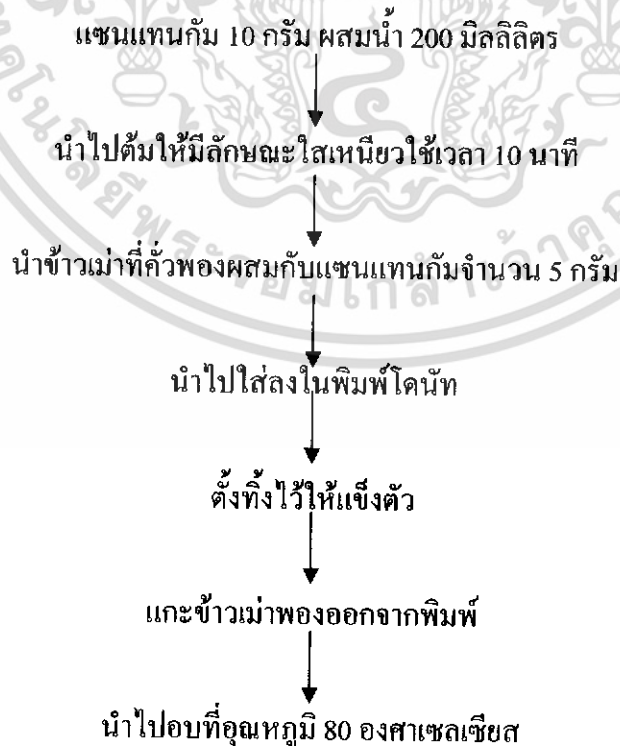 แซนแทนกัม 10 กรัม ผสมน้ำ 200 มิลลิลิตร
นำไปต้มให้มีลักษณะใสเหนียวใช้เวลา 10 นาที
นำข้าวเม่าที่คั่วพองผสมกับแซนแทนกัมจำนวน 5 กรัม
นำไปใส่ลงในพิมพ์โดนัท
ตั้งทิ้งไว้ให้แข็งตัว
แกะข้าวเม่าพองออกจากพิมพ์
นำไปอบที่อุณหภูมิ 80 องศาเซลเซียส